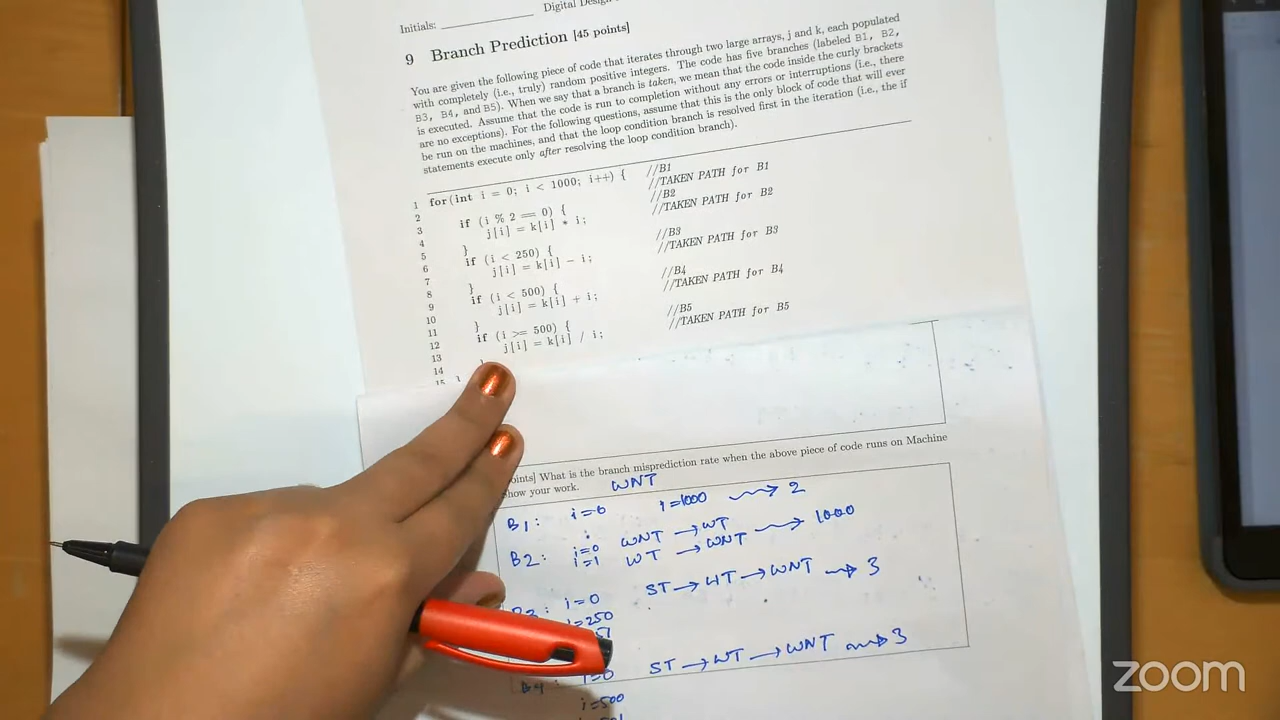 Initials:
Digital Design
9 Branch Prediction [45 points]
You are given the following piece of code that iterates through two large arrays, j and k, each populated
with completely (i.e., truly) random positive integers. The code has five branches (labeled B1, B2,
B3, B4, and B5). When we say that a branch is taken, we mean that the code inside the curly brackets
is executed. Assume that the code is run to completion without any errors or interruptions (i.e., there
are no exceptions). For the following questions, assume that this is the only block of code that will ever
be run on the machines, and that the loop condition branch is resolved first in the iteration (i.e., the if
statements execute only after resolving the loop condition branch).
1 for(int i = 0; i < 1000; i++) { //B1
2 //TAKEN PATH for B1
3 if (i % 2 == 0) { //B2
4 j[i] = k[i] * i; //TAKEN PATH for B2
5 }
6 if (i < 250) { //B3
7 j[i] = k[i] - i; //TAKEN PATH for B3
8 }
9 if (i < 500) { //B4
10 j[i] = k[i] + i; //TAKEN PATH for B4
11 }
12 if (i >= 500) { //B5
13 j[i] = k[i] / i; //TAKEN PATH for B5
14 }
15 }
What is the branch misprediction rate when the above piece of code runs on Machine
how your work. WNT
B1: i=0 i=1000 2
B2: i=0 WNT → WT
i=1 WT → WNT 1000
i=0 ST → WT → WNT 3
i=250
i=0 ST → WT → WNT 3
i=500
zoom